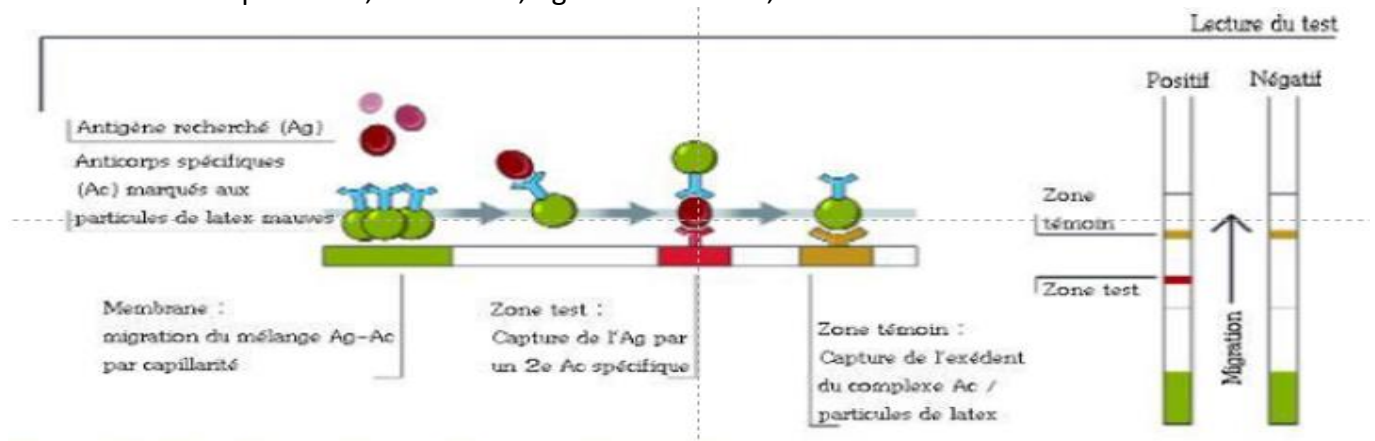 Lecture du test
Positif
Négatif
Antigène recherché (Ag)
Anticorps spécifiques
(Ac) marqués aux
particules de latex mauves
Zone
témoin
Zone test
Migration
Membrane :
migration du mélange Ag-Ac
par capillarité
Zone test :
Capture de l'Ag par
un 2e Ac spécifique
Zone témoin :
Capture de l'exédent
du complexe Ac /
particules de latex